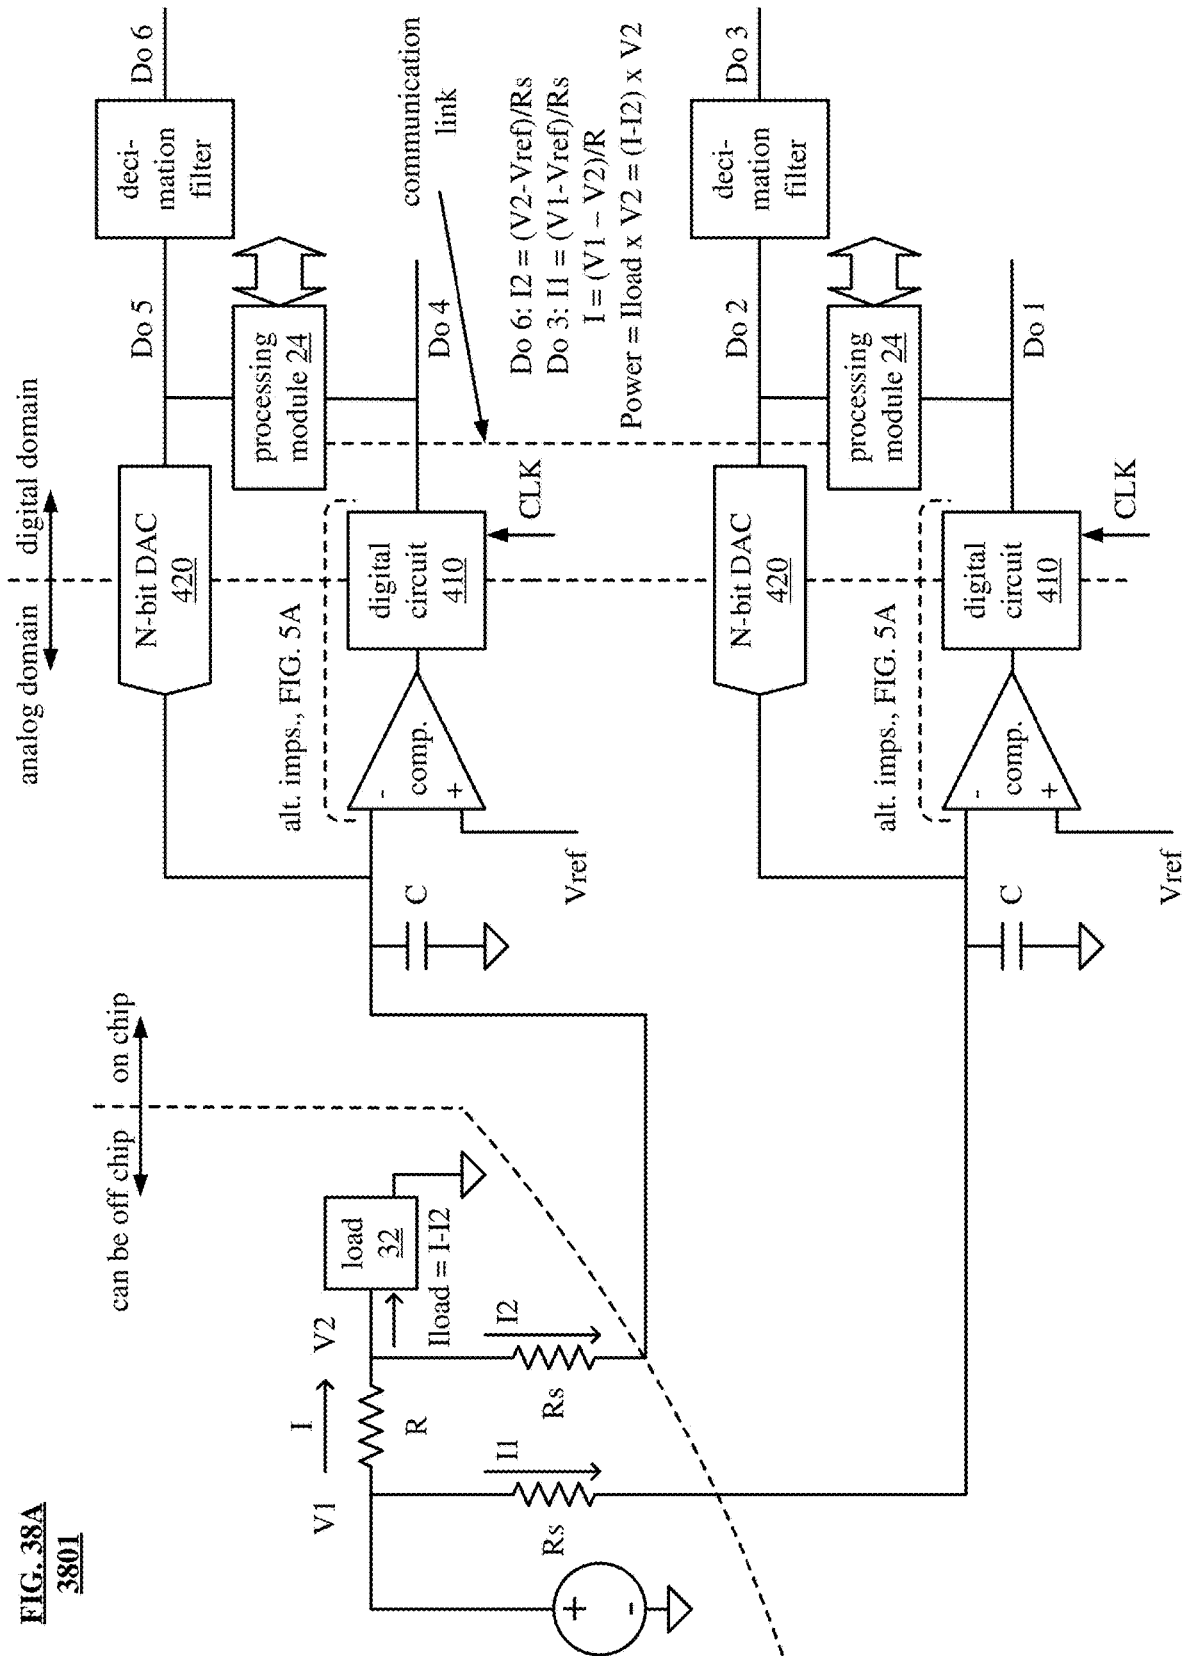 FIG. 38A
3801
can be off chip
on chip
analog domain
digital domain
V1
I
R
V2
load
32
Iload = I-I2
Rs
I1
Rs
I2
+
-
C
Vref
alt. imps., FIG. 5A
-
+
comp.
digital
circuit
410
CLK
N-bit DAC
420
Do 5
processing
module 24
Do 4
deci-
mation
filter
Do 6
communication
link
Do 6: I2 = (V2-Vref)/Rs
Do 3: I1 = (V1-Vref)/Rs
I = (V1 – V2)/R
Power = Iload x V2 = (I-I2) x V2
C
Vref
alt. imps., FIG. 5A
-
+
comp.
digital
circuit
410
CLK
N-bit DAC
420
Do 2
processing
module 24
Do 1
deci-
mation
filter
Do 3